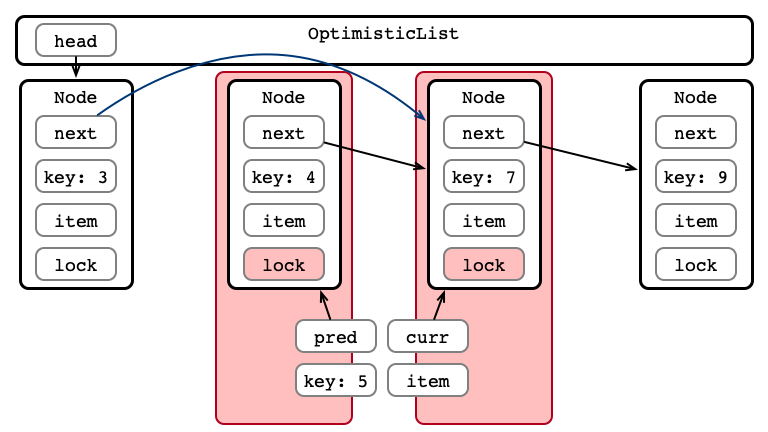 OptimisticList
head
Node
next
key: 3
item
lock
Node
next
key: 4
item
lock
Node
next
key: 7
item
lock
Node
next
key: 9
item
lock
pred
key: 5
curr
item